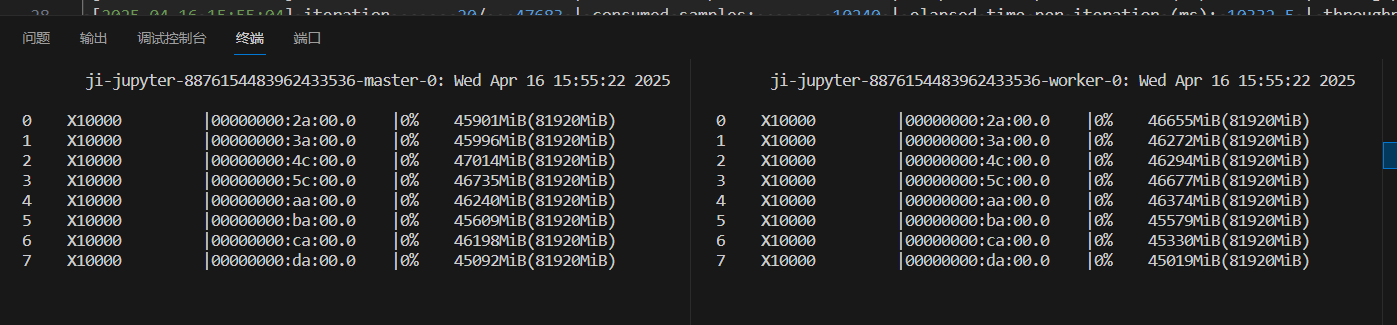 28 [2025-04-16 15:55:04] iteration 20/ 47683 | consumed samples: 10240 | elapsed time per iteration (ms): 10332.5 |
问题 输出 调试控制台 终端 端口
ji-jupyter-8876154483962433536-master-0: Wed Apr 16 15:55:22 2025
0 X10000 |00000000:2a:00.0 |0% 45901MiB(81920MiB)
1 X10000 |00000000:3a:00.0 |0% 45996MiB(81920MiB)
2 X10000 |00000000:4c:00.0 |0% 47014MiB(81920MiB)
3 X10000 |00000000:5c:00.0 |0% 46735MiB(81920MiB)
4 X10000 |00000000:aa:00.0 |0% 46240MiB(81920MiB)
5 X10000 |00000000:ba:00.0 |0% 45609MiB(81920MiB)
6 X10000 |00000000:ca:00.0 |0% 46198MiB(81920MiB)
7 X10000 |00000000:da:00.0 |0% 45092MiB(81920MiB)
ji-jupyter-8876154483962433536-worker-0: Wed Apr 16 15:55:22 2025
0 X10000 |00000000:2a:00.0 |0% 46655MiB(81920MiB)
1 X10000 |00000000:3a:00.0 |0% 46272MiB(81920MiB)
2 X10000 |00000000:4c:00.0 |0% 46294MiB(81920MiB)
3 X10000 |00000000:5c:00.0 |0% 46677MiB(81920MiB)
4 X10000 |00000000:aa:00.0 |0% 46374MiB(81920MiB)
5 X10000 |00000000:ba:00.0 |0% 45579MiB(81920MiB)
6 X10000 |00000000:ca:00.0 |0% 45330MiB(81920MiB)
7 X10000 |00000000:da:00.0 |0% 45019MiB(81920MiB)